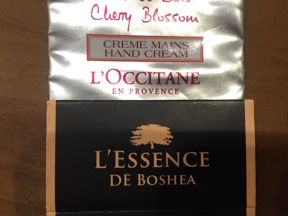 Cherry Blossom
CREME MAINS
HAND CREAM
L'OCCITANE
EN PROVENCE
L'ESSENCE
DE BOSHEA